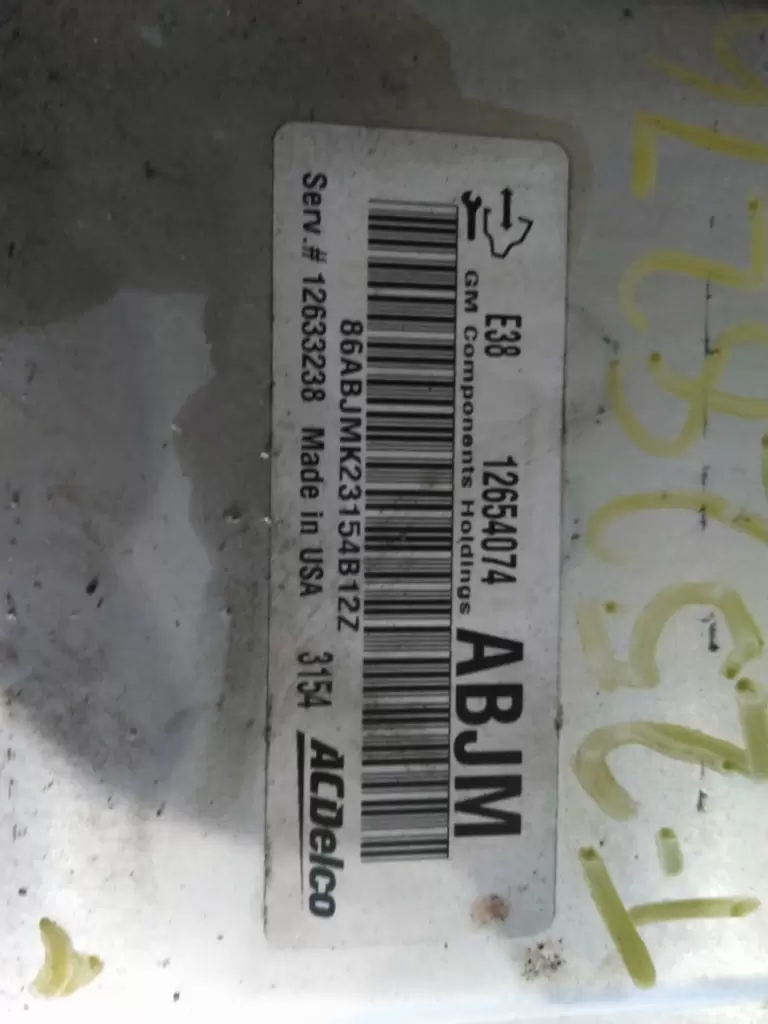 E38 12654074 ABJM
GM Components Holdings
86ABJMK23154B12Z
Serv.# 12633238 Made in USA 3154 ACDelco